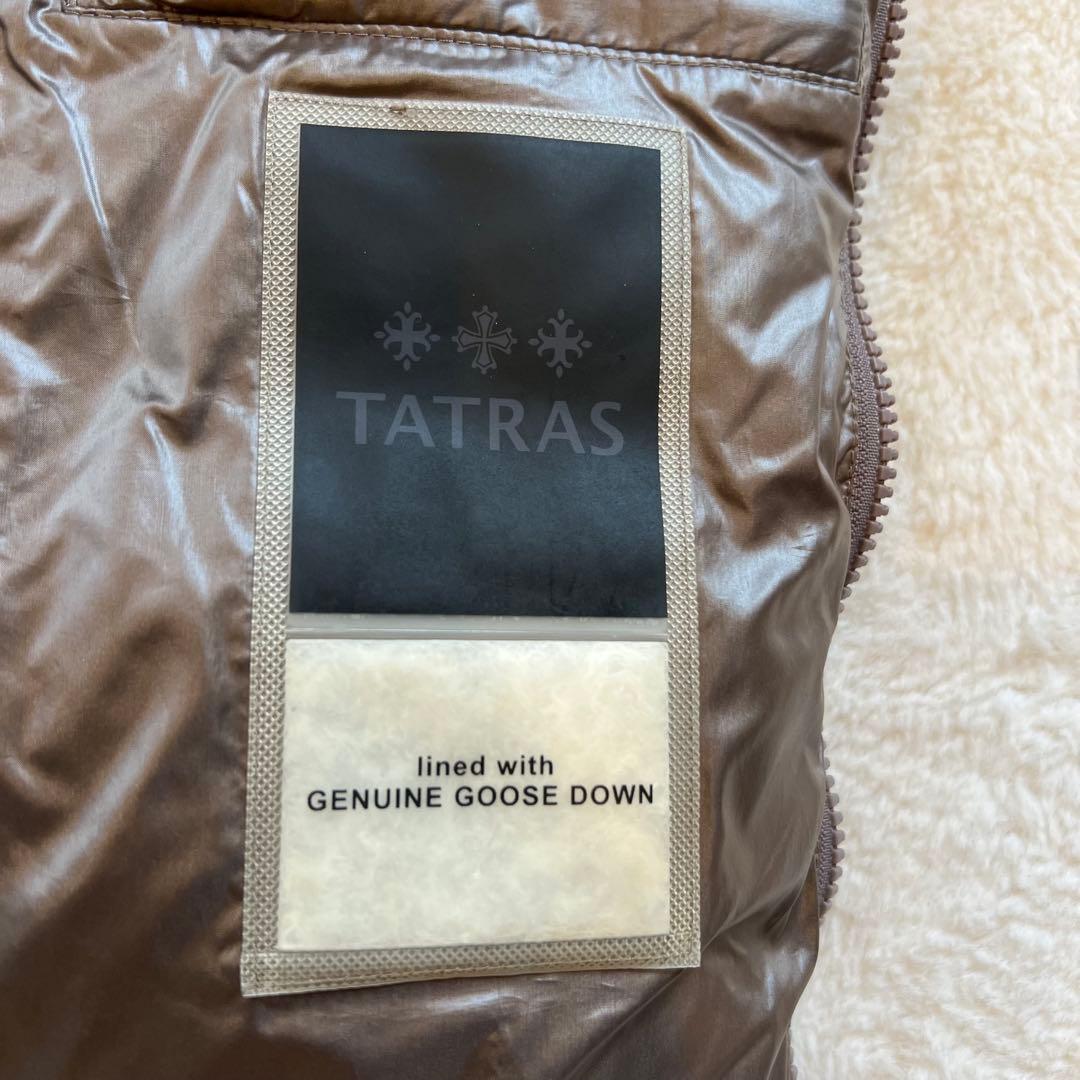 TATRAS
lined with
GENUINE GOOSE DOWN